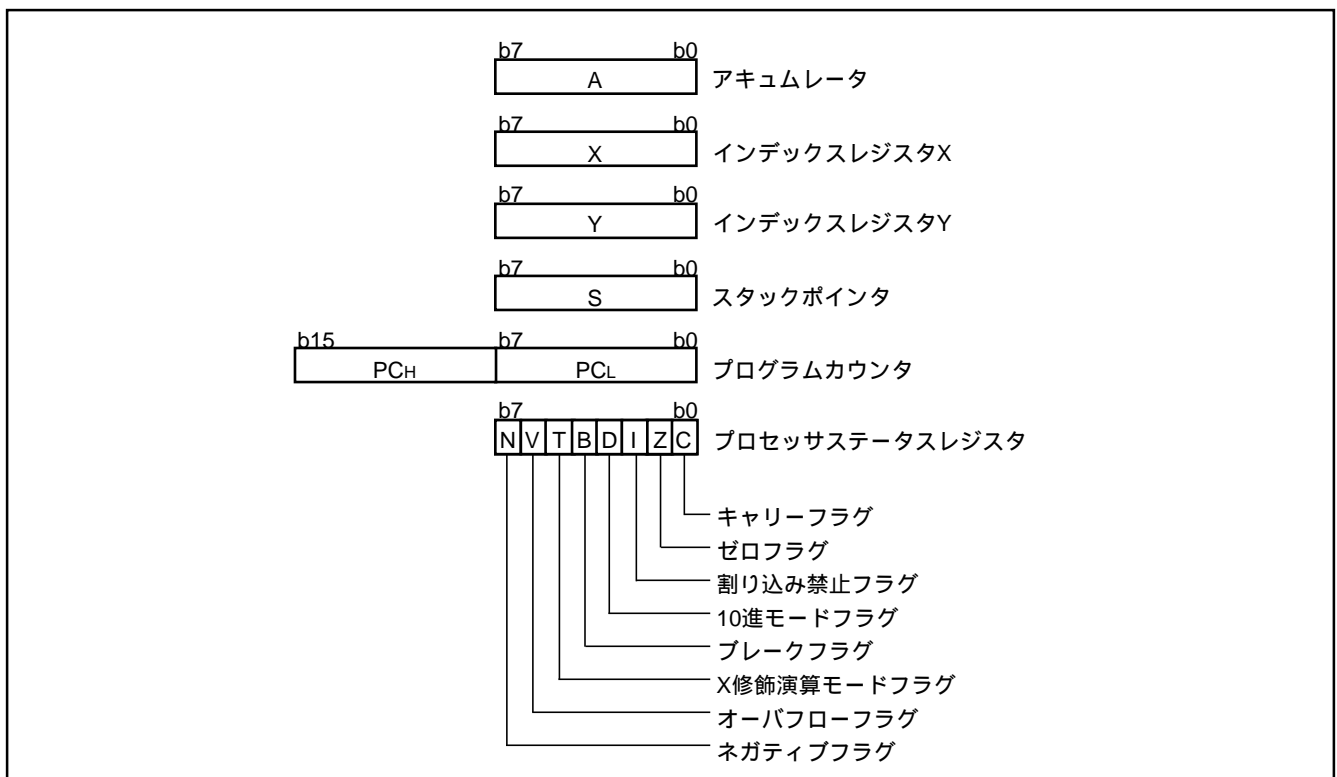 b7 b0
A アキュムレータ
b7 b0
X インデックスレジスタX
b7 b0
Y インデックスレジスタY
b7 b0
S スタックポインタ
b15 b7 b0
PCH PCL プログラムカウンタ
b7 b0
N V T B D I Z C プロセッサステータスレジスタ
キャリーフラグ
ゼロフラグ
割り込み禁止フラグ
10進モードフラグ
ブレークフラグ
X修飾演算モードフラグ
オーバフローフラグ
ネガティブフラグ